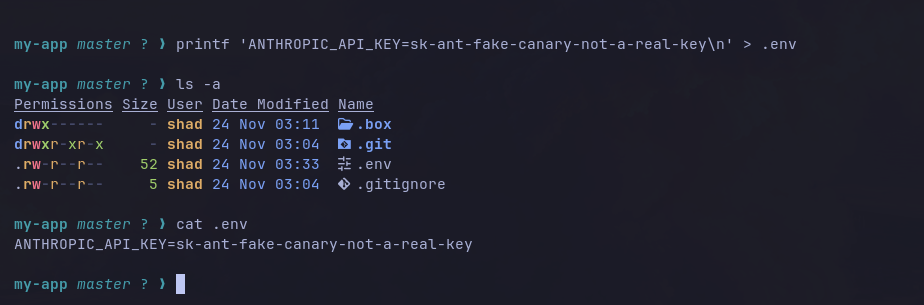 my-app master ? ❯ printf 'ANTHROPIC_API_KEY=sk-ant-fake-canary-not-a-real-key\n' > .env
my-app master ? ❯ ls -a
Permissions Size User Date Modified Name
drwx------ - shad 24 Nov 03:11 .box
drwxr-xr-x - shad 24 Nov 03:04 .git
.rw-r--r-- 52 shad 24 Nov 03:33 .env
.rw-r--r-- 5 shad 24 Nov 03:04 .gitignore
my-app master ? ❯ cat .env
ANTHROPIC_API_KEY=sk-ant-fake-canary-not-a-real-key
my-app master ? ❯